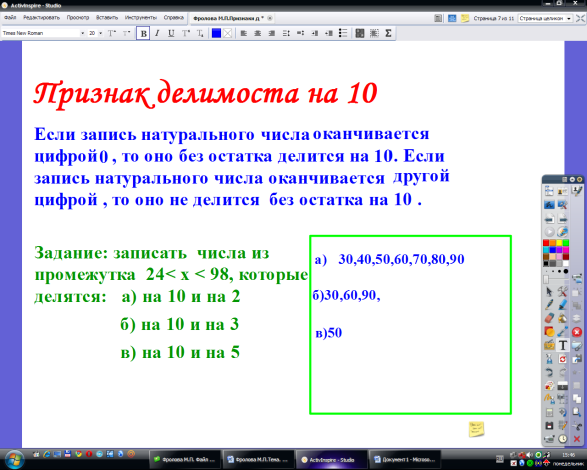 ActivInspire - Studio
Файл Редактировать Просмотр Вставить Инструменты Справка Фролова М.П.Признаки д.* Страница 7 из 11 Страница целиком
Times New Roman 20 B I U
Признак делимоста на 10
Если запись натурального числа оканчивается
цифрой 0 , то оно без остатка делится на 10. Если
запись натурального числа оканчивается другой
цифрой , то оно не делится без остатка на 10 .
Задание: записать числа из
промежутка 24< x < 98, которые
делятся: а) на 10 и на 2
б) на 10 и на 3
в) на 10 и на 5
а) 30,40,50,60,70,80,90
б)30,60,90,
в)50
Фролова М.П. Файл ... Фролова М.П.Тема. ... ActivInspire - Studio Документ1 - Micros... 15:46
понедельник